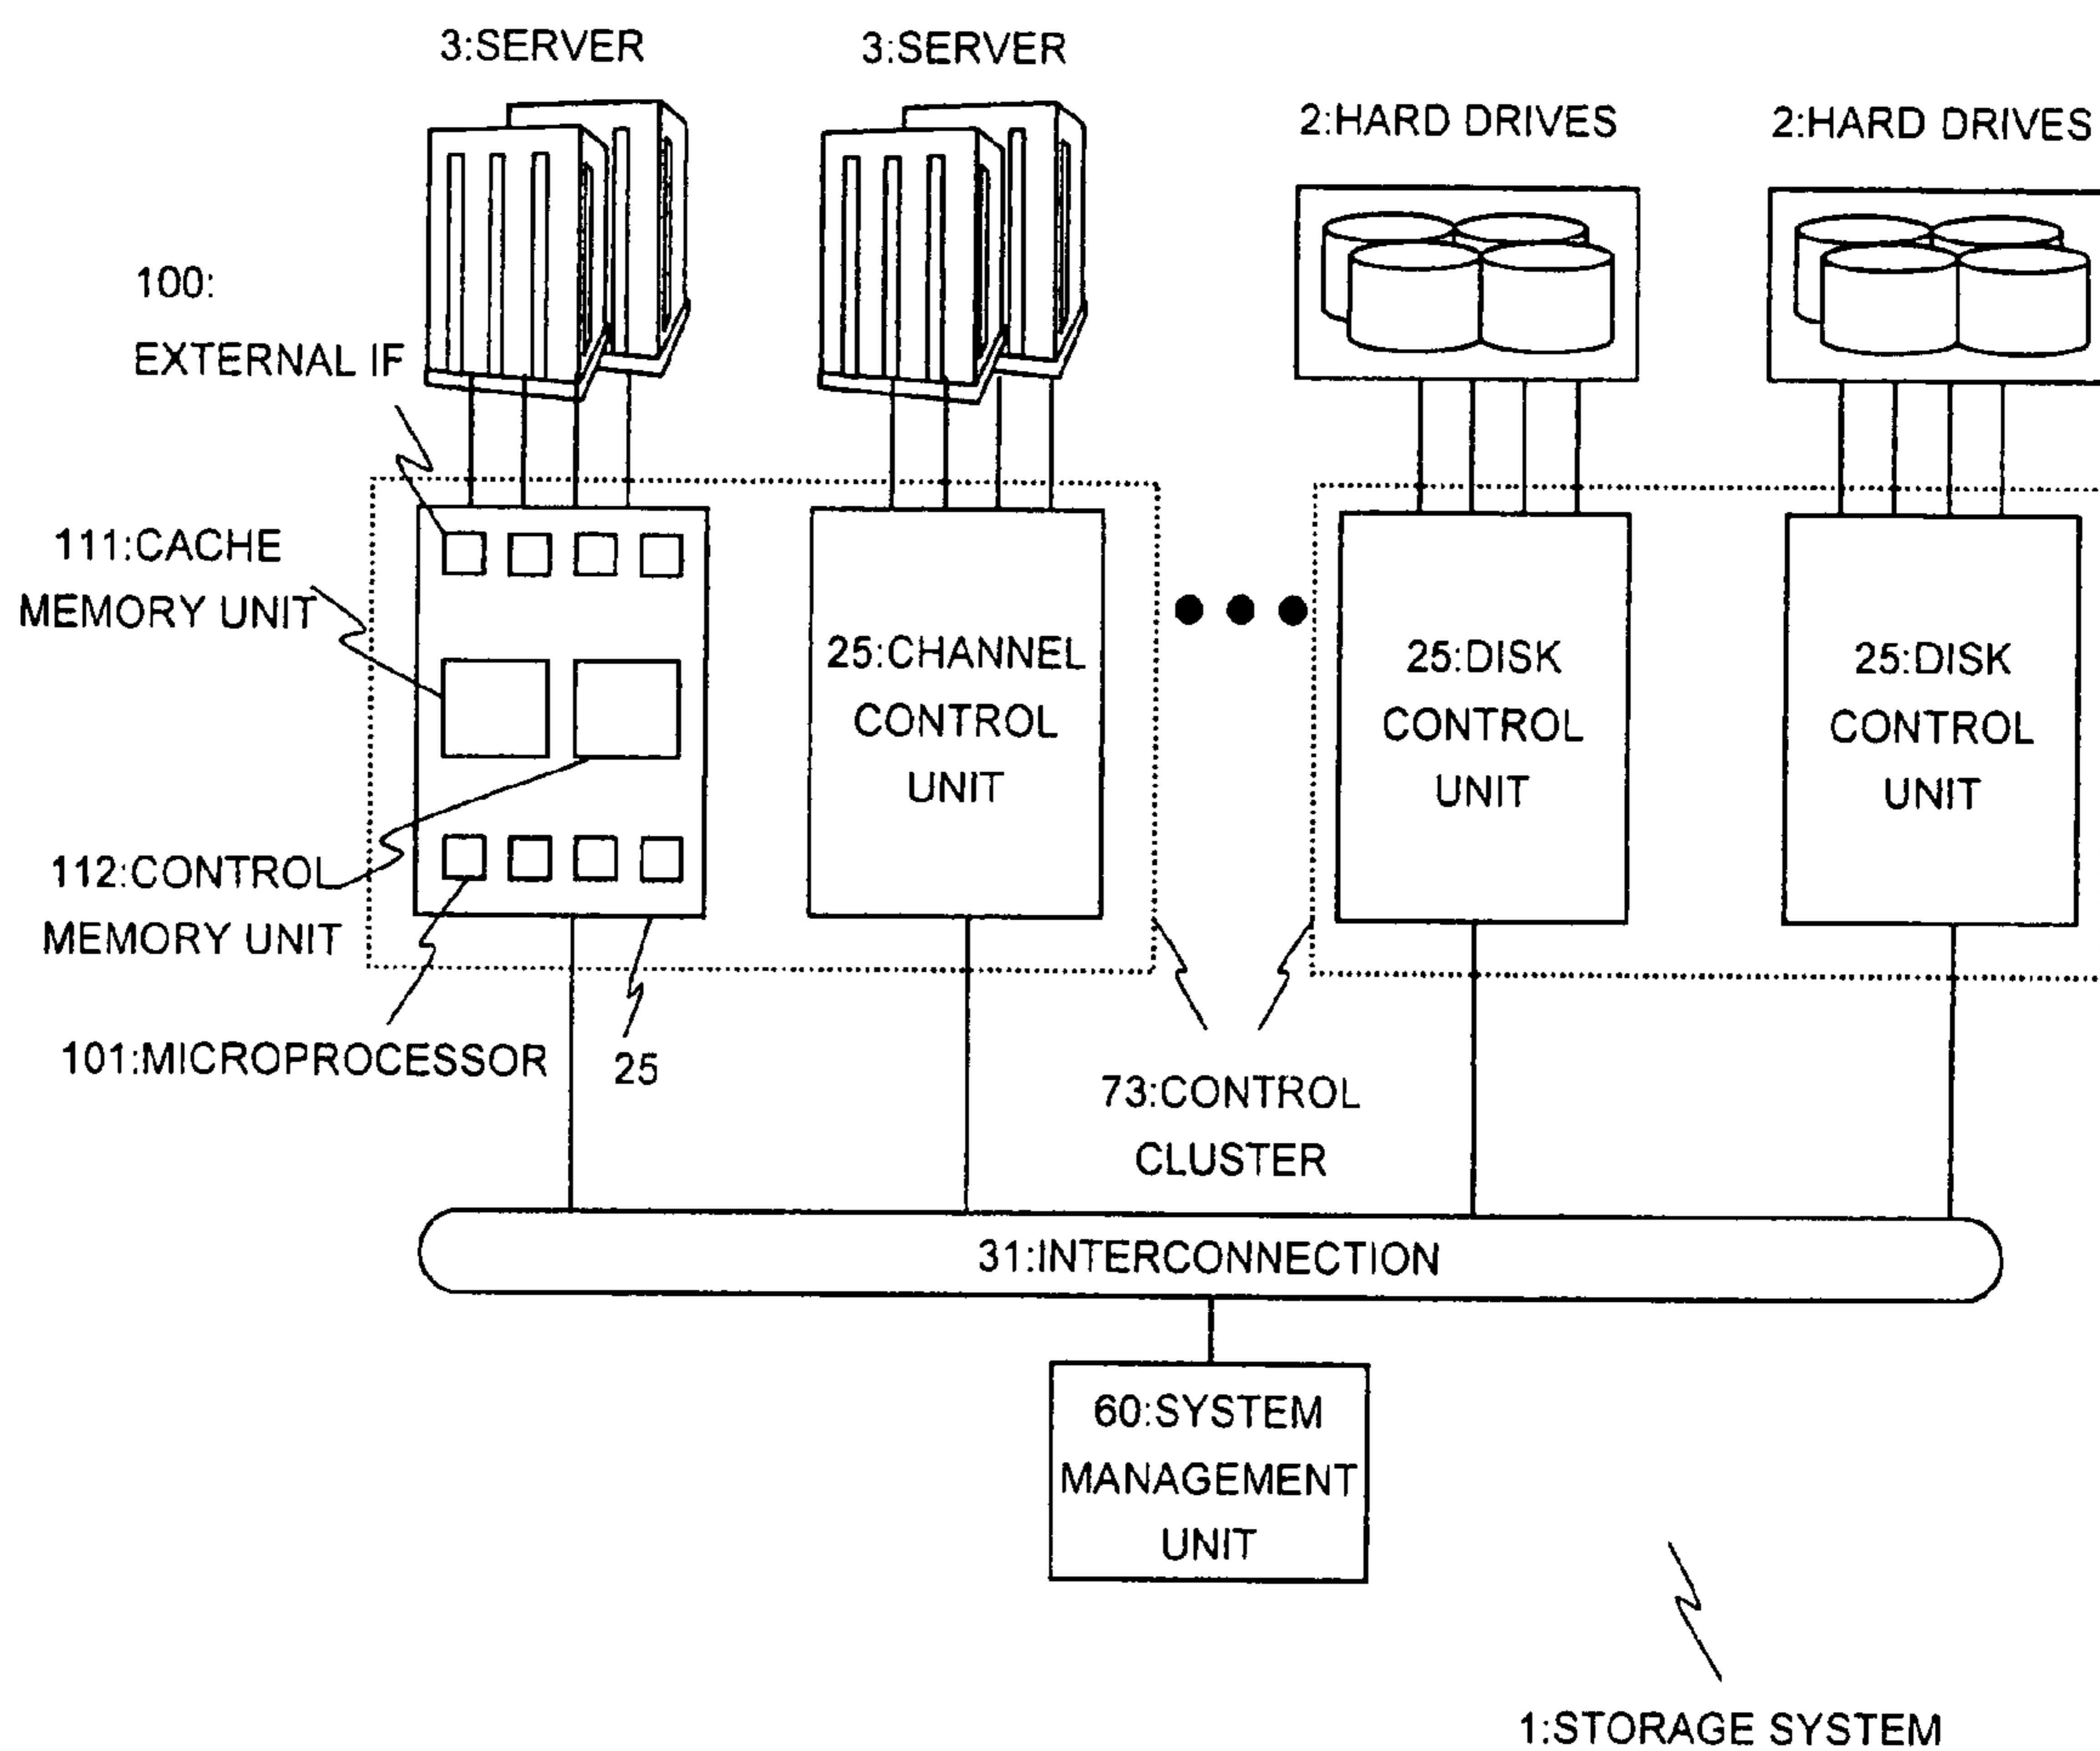 3:SERVER
3:SERVER
2:HARD DRIVES
2:HARD DRIVES
100:
EXTERNAL IF
111:CACHE
MEMORY UNIT
112:CONTROL
MEMORY UNIT
101:MICROPROCESSOR
25
25:CHANNEL
CONTROL
UNIT
25:DISK
CONTROL
UNIT
25:DISK
CONTROL
UNIT
73:CONTROL
CLUSTER
31:INTERCONNECTION
60:SYSTEM
MANAGEMENT
UNIT
1:STORAGE SYSTEM